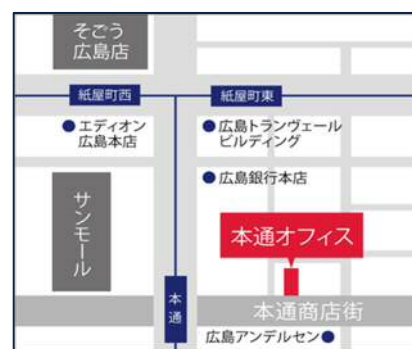 そごう
広島店
紙屋町西
紙屋町東
エディオン
広島本店
広島トランヴェール
ビルディング
広島銀行本店
サンモール
本通オフィス
本通
本通商店街
広島アンデルセン